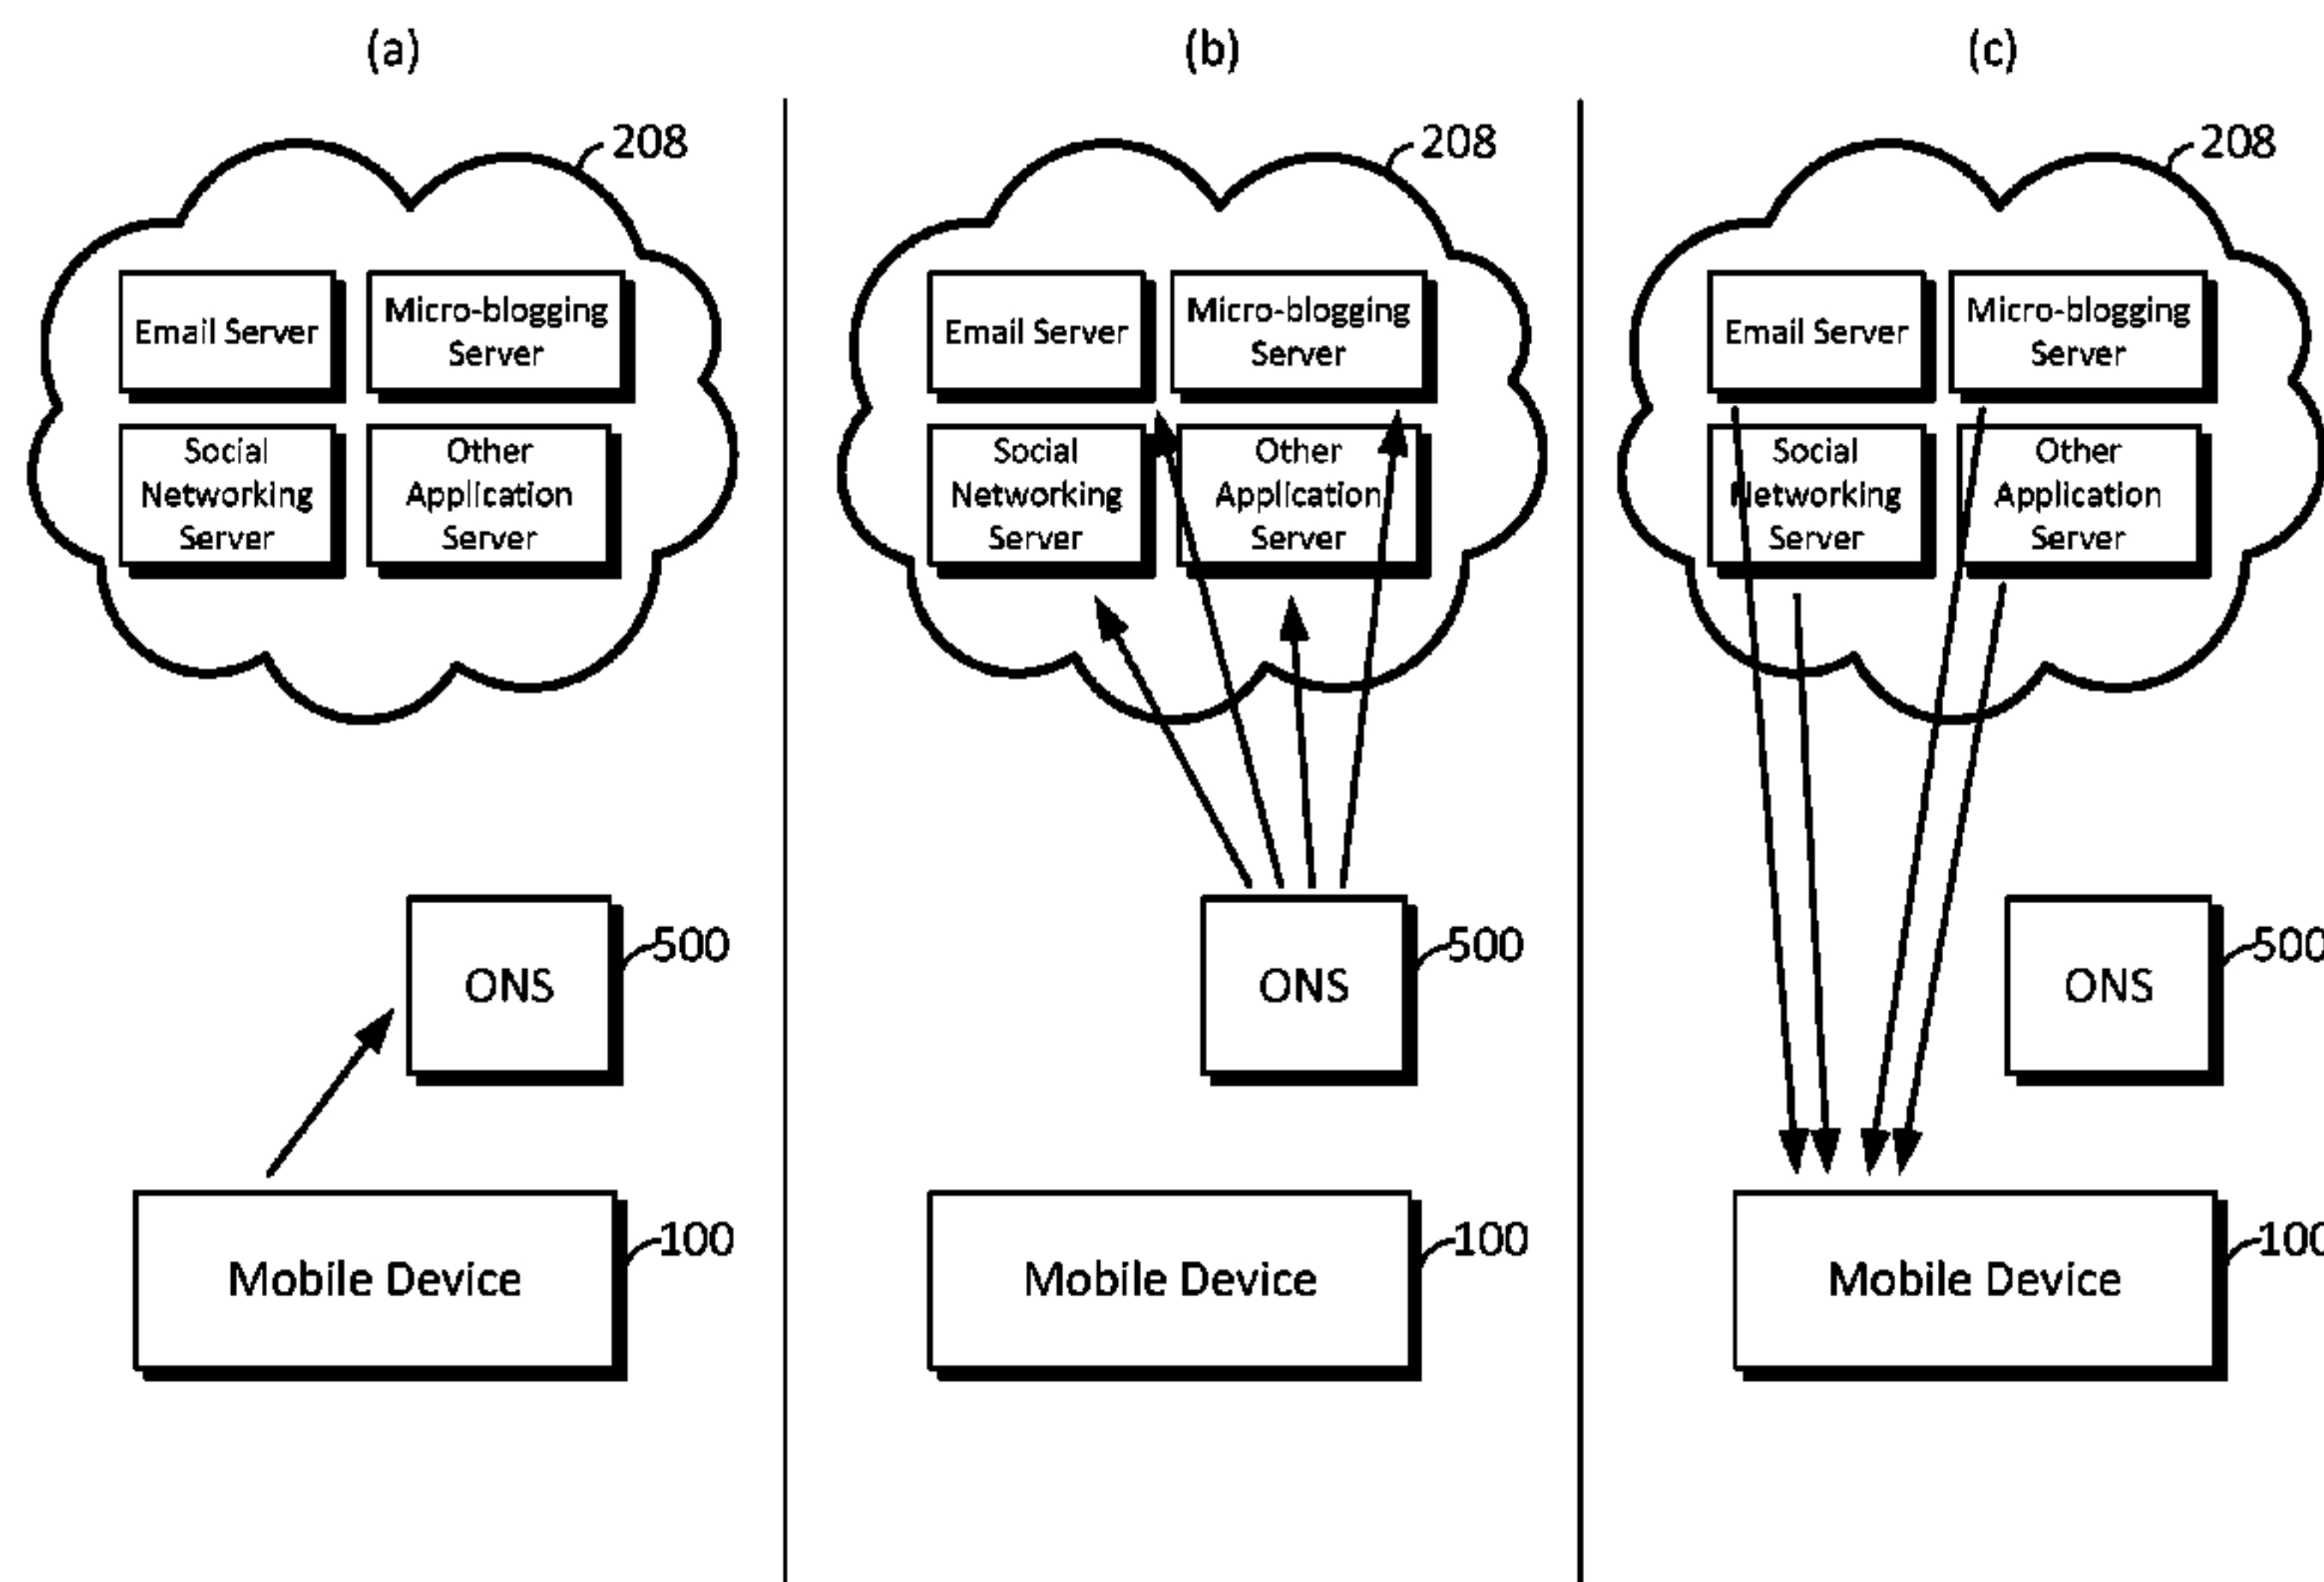 (a)
208
Email Server
Micro-blogging
Server
Social
Networking
Server
Other
Application
Server
ONS
500
Mobile Device
100
(b)
208
Email Server
Micro-blogging
Server
Social
Networking
Server
Other
Application
Server
ONS
500
Mobile Device
100
(c)
208
Email Server
Micro-blogging
Server
Social
Networking
Server
Other
Application
Server
ONS
500
Mobile Device
100